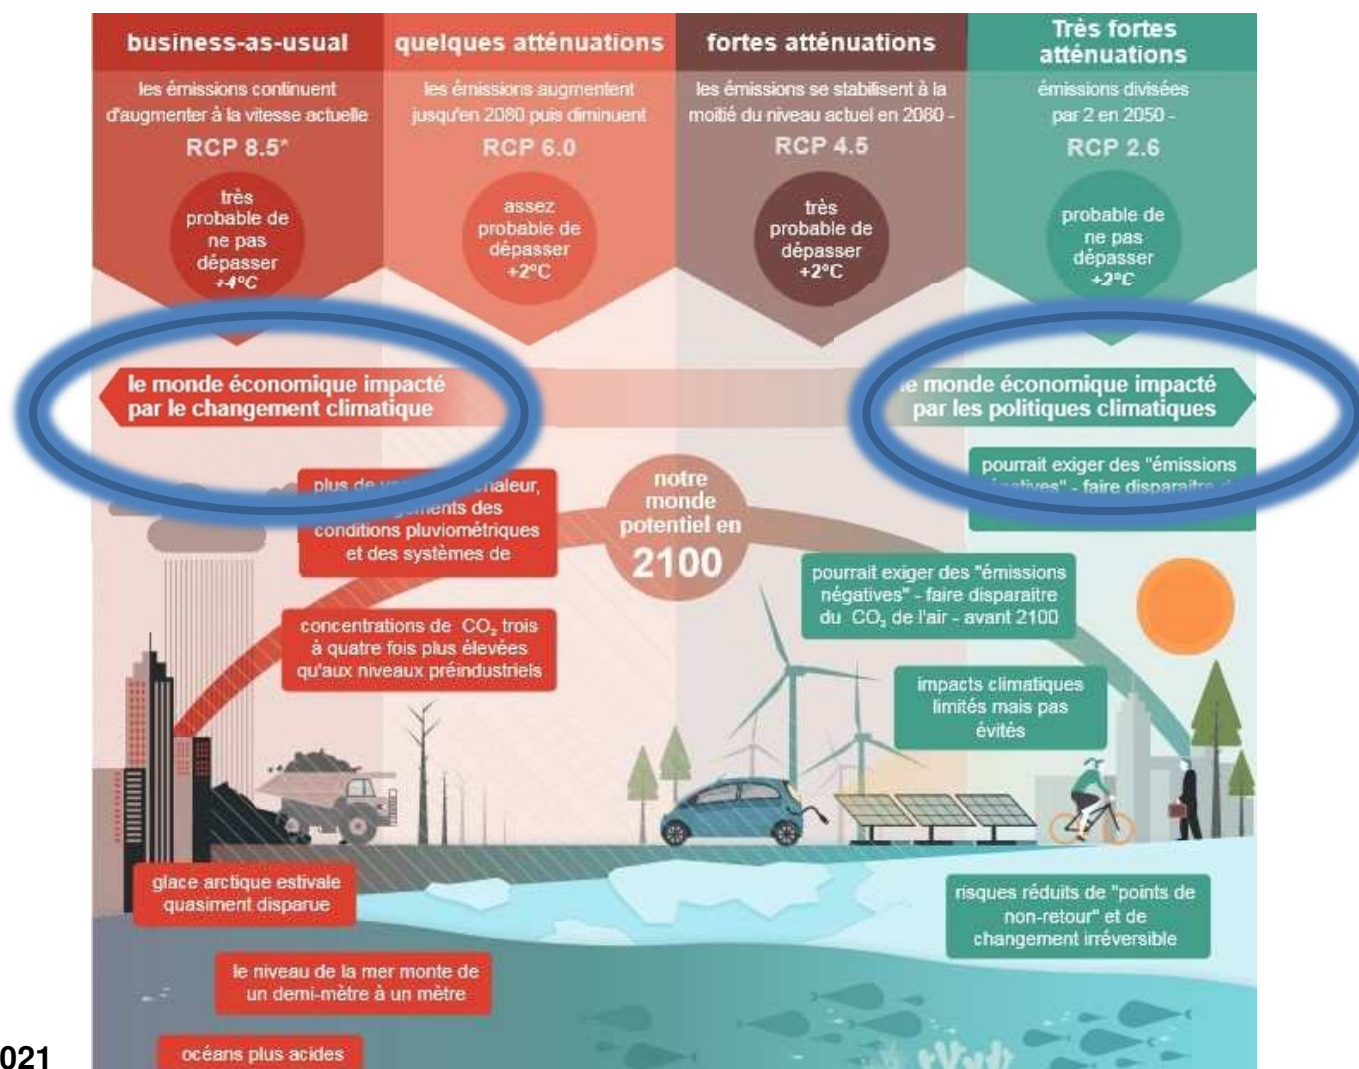 business-as-usual
les émissions continuent
d'augmenter à la vitesse actuelle
RCP 8.5*
très
probable de
ne pas
dépasser
+4°C
quelques atténuations
les émissions augmentent
jusqu'en 2080 puis diminuent
RCP 6.0
assez
probable de
dépasser
+2°C
fortes atténuations
les émissions se stabilisent à la
moitié du niveau actuel en 2080 -
RCP 4.5
très
probable de
dépasser
+2°C
Très fortes
atténuations
émissions divisées
par 2 en 2050 -
RCP 2.6
probable de
ne pas
dépasser
+2°C
le monde économique impacté
par le changement climatique
le monde économique impacté
par les politiques climatiques
plus de
conditions pluviométriques
et des systèmes de
notre
monde
potentiel en
2100
pourrait exiger des "émissions
négatives" - faire disparaitre
pourrait exiger des "émissions
négatives" - faire disparaitre
du CO₂ de l'air - avant 2100
concentrations de CO₂ trois
à quatre fois plus élevées
qu'aux niveaux préindustriels
impacts climatiques
limités mais pas
évités
glace arctique estivale
quasiment disparue
risques réduits de "points de
non-retour" et de
changement irréversible
le niveau de la mer monte de
un demi-mètre à un mètre
océans plus acides
021